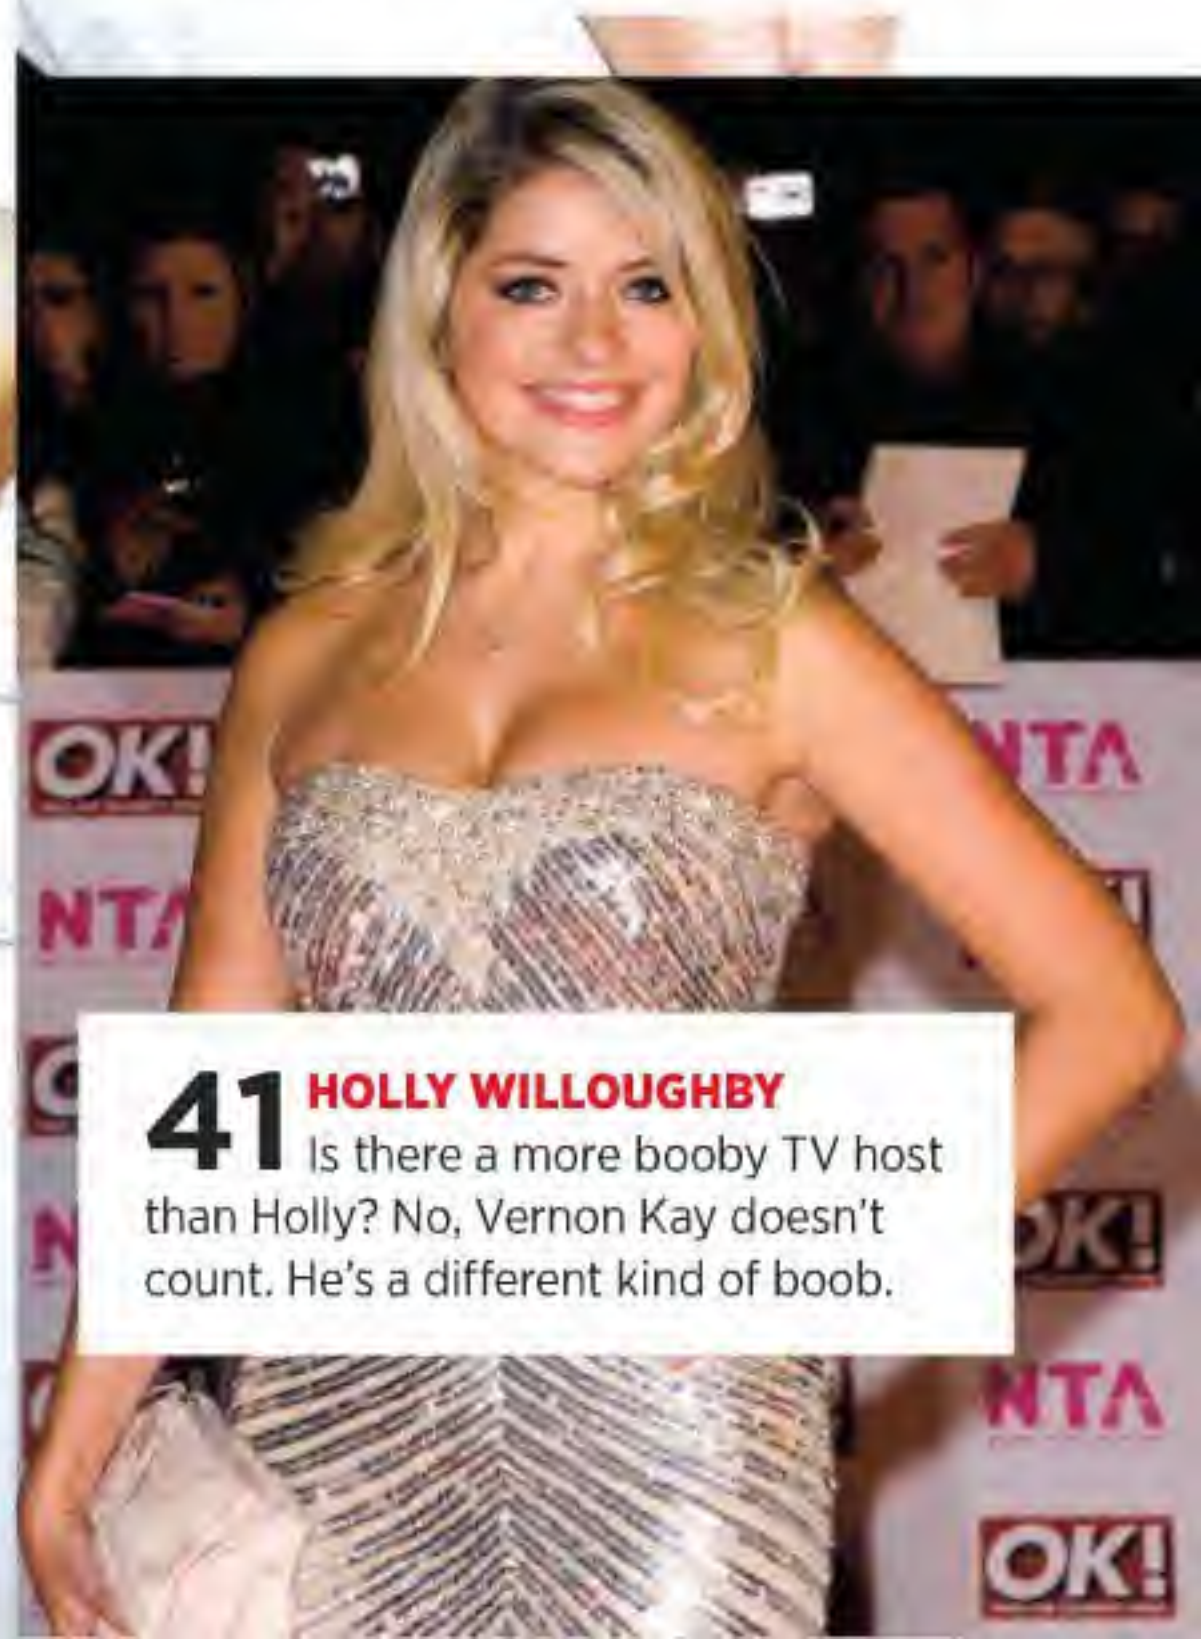 OK!
NTA
NTA
41 HOLLY WILLOUGHBY
Is there a more booby TV host
than Holly? No, Vernon Kay doesn't
count. He's a different kind of boob.
OK!
NTA
OK!